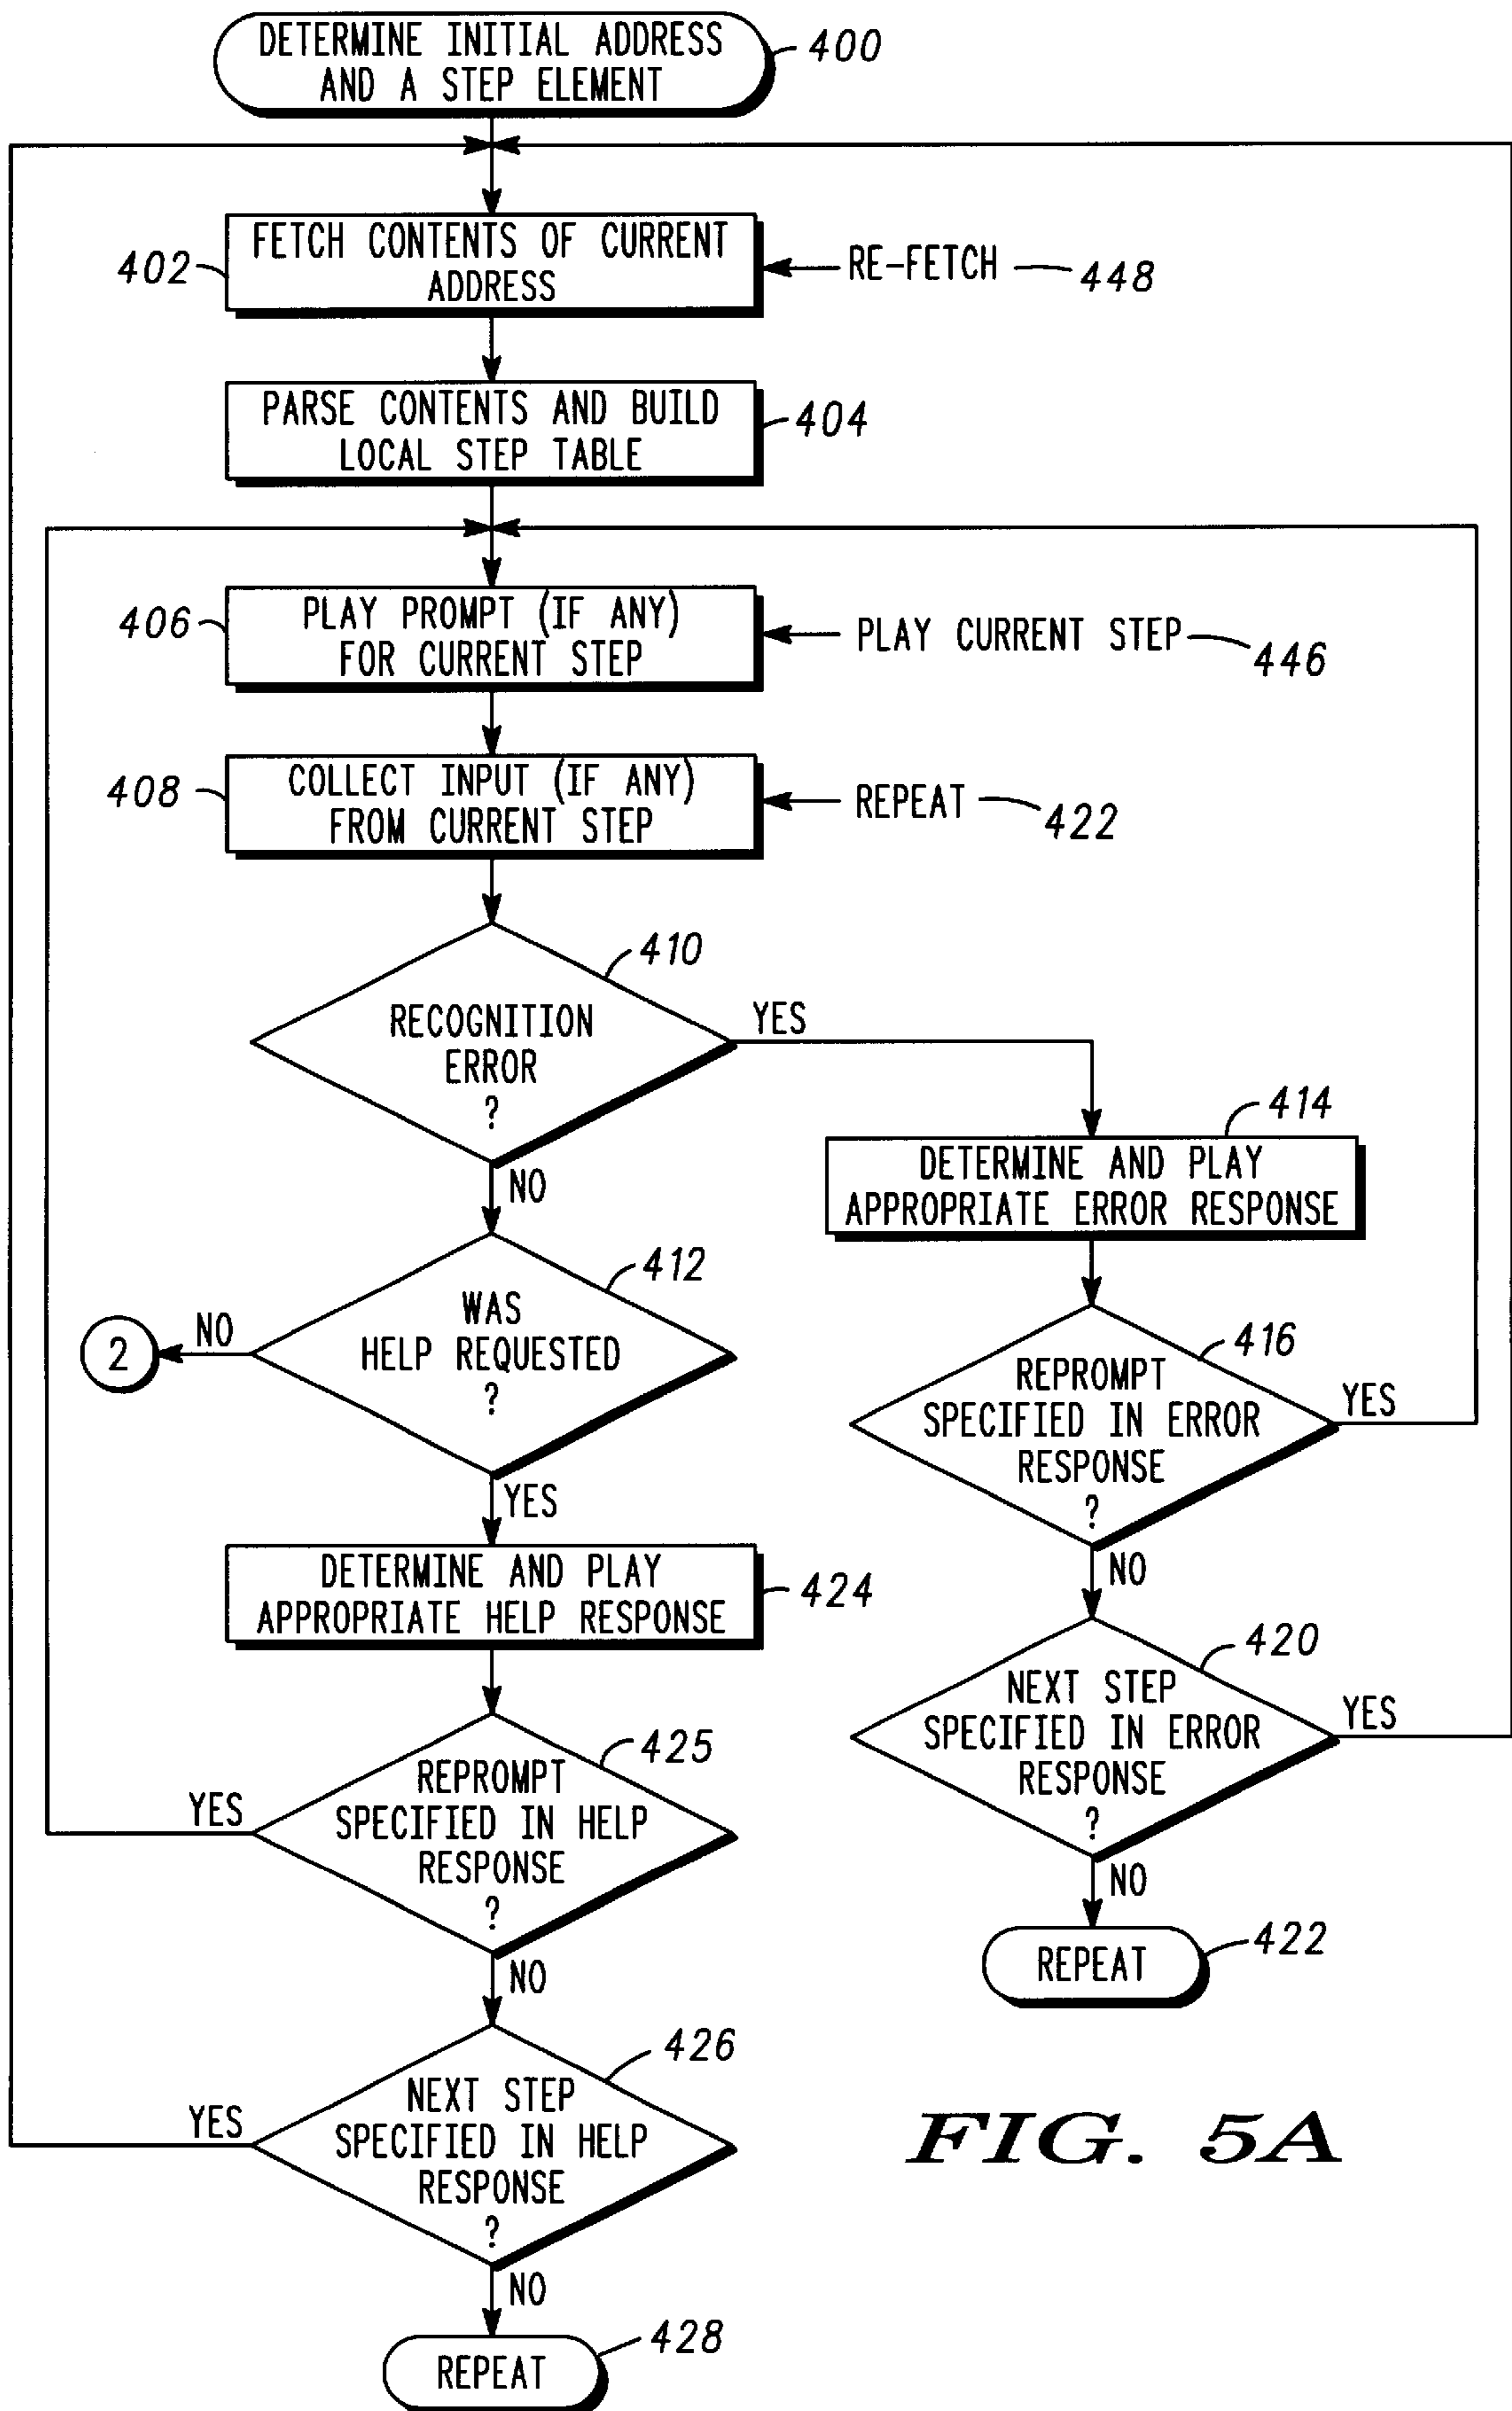 DETERMINE INITIAL ADDRESS
AND A STEP ELEMENT
400
FETCH CONTENTS OF CURRENT
ADDRESS
402
RE-FETCH
448
PARSE CONTENTS AND BUILD
LOCAL STEP TABLE
404
PLAY PROMPT (IF ANY)
FOR CURRENT STEP
406
PLAY CURRENT STEP
446
COLLECT INPUT (IF ANY)
FROM CURRENT STEP
408
REPEAT
422
RECOGNITION
ERROR
?
410
YES
NO
DETERMINE AND PLAY
APPROPRIATE ERROR RESPONSE
414
WAS
HELP REQUESTED
?
412
NO
2
YES
REPROMPT
SPECIFIED IN ERROR
RESPONSE
?
416
YES
NO
DETERMINE AND PLAY
APPROPRIATE HELP RESPONSE
424
NEXT STEP
SPECIFIED IN ERROR
RESPONSE
?
420
YES
NO
REPROMPT
SPECIFIED IN HELP
RESPONSE
?
425
YES
NO
REPEAT
422
NEXT STEP
SPECIFIED IN HELP
RESPONSE
?
426
YES
NO
REPEAT
428
FIG. 5A